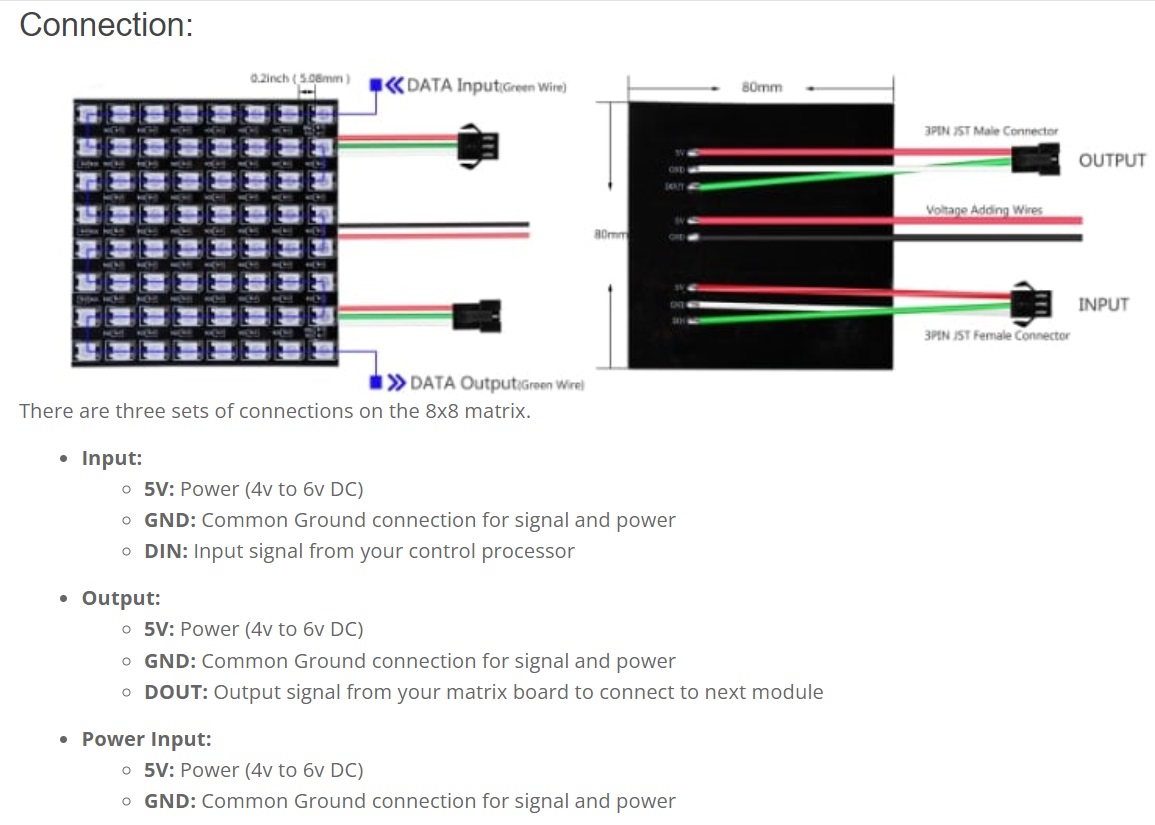 Connection:
0.2inch ( 5.08mm )
DATA Input(Green Wire)
DATA Output(Green Wire)
80mm
80mm
3PIN JST Male Connector
OUTPUT
5V
GND
DOUT
Voltage Adding Wires
5V
GND
5V
INPUT
DIN
3PIN JST Female Connector
There are three sets of connections on the 8x8 matrix.
Input:
5V: Power (4v to 6v DC)
GND: Common Ground connection for signal and power
DIN: Input signal from your control processor
Output:
5V: Power (4v to 6v DC)
GND: Common Ground connection for signal and power
DOUT: Output signal from your matrix board to connect to next module
Power Input:
5V: Power (4v to 6v DC)
GND: Common Ground connection for signal and power